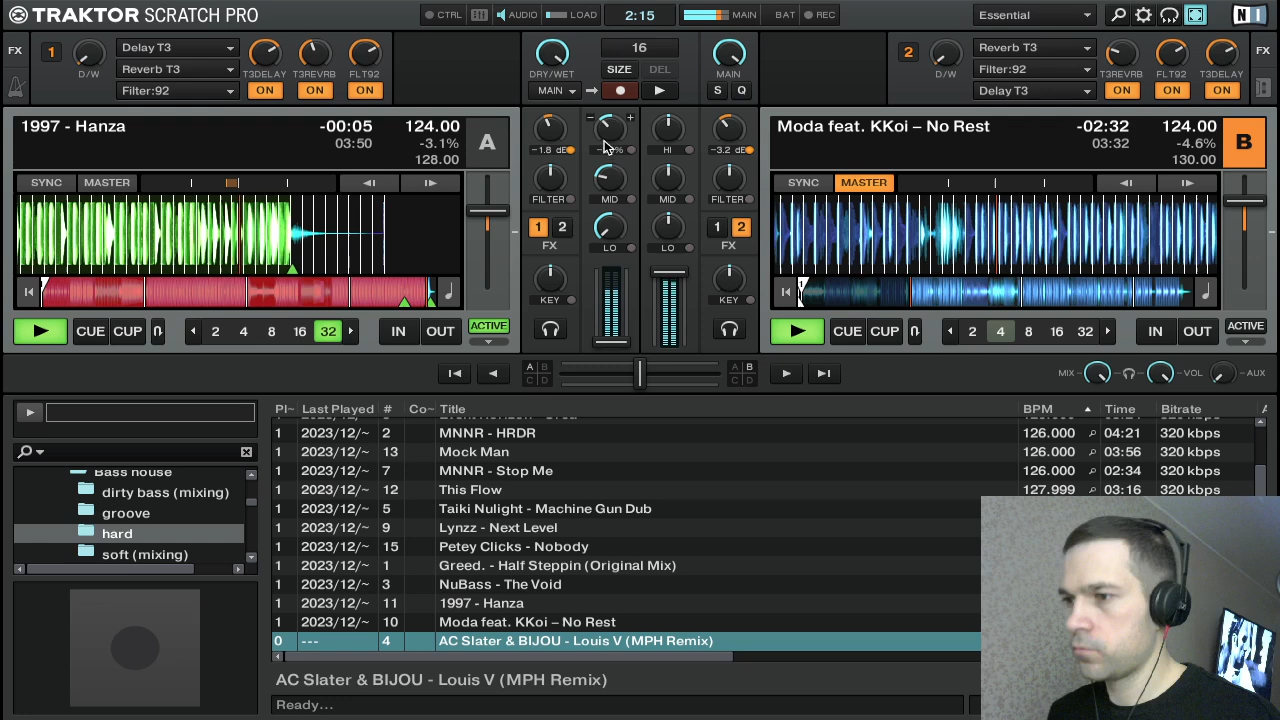 TRAKTOR SCRATCH PRO
CTRL AUDIO LOAD 2:15 MAIN BAT REC Essential NI
FX 1 D/W Delay T3 Reverb T3 Filter:92 T3DELAY T3REVRB FLT92 ON ON ON
DRY/WET MAIN 16 SIZE DEL MAIN S Q
2 D/W Reverb T3 Filter:92 Delay T3 T3REVRB FLT92 T3DELAY ON ON ON FX
1997 - Hanza -00:05 124.00
03:50 -3.1%
128.00
A
SYNC MASTER
CUE CUP 2 4 8 16 32 IN OUT ACTIVE
-1.8 dB HI -3.2 dB
FILTER MID MID FILTER
1 2 FX LO LO 1 2 FX
KEY KEY
Moda feat. KKoi – No Rest -02:32 124.00
03:32 -4.6%
130.00
B
SYNC MASTER
1
CUE CUP 2 4 8 16 32 IN OUT ACTIVE
A B C D A B C D MIX VOL AUX
Pl~ Last Played # Co~ Title BPM Time Bitrate
1 2023/12/~ 2 MNNR - HRDR 126.000 04:21 320 kbps
1 2023/12/~ 13 Mock Man 126.000 03:56 320 kbps
1 2023/12/~ 7 MNNR - Stop Me 126.000 02:34 320 kbps
1 2023/12/~ 12 This Flow 127.999 03:16 320 kbps
1 2023/12/~ 5 Taiki Nulight - Machine Gun Dub
1 2023/12/~ 9 Lynzz - Next Level
1 2023/12/~ 15 Petey Clicks - Nobody
1 2023/12/~ 1 Greed. - Half Steppin (Original Mix)
1 2023/12/~ 3 NuBass - The Void
1 2023/12/~ 11 1997 - Hanza
1 2023/12/~ 10 Moda feat. KKoi – No Rest
0 --- 4 AC Slater & BIJOU - Louis V (MPH Remix)
Bass house
dirty bass (mixing)
groove
hard
soft (mixing)
AC Slater & BIJOU - Louis V (MPH Remix)
Ready...